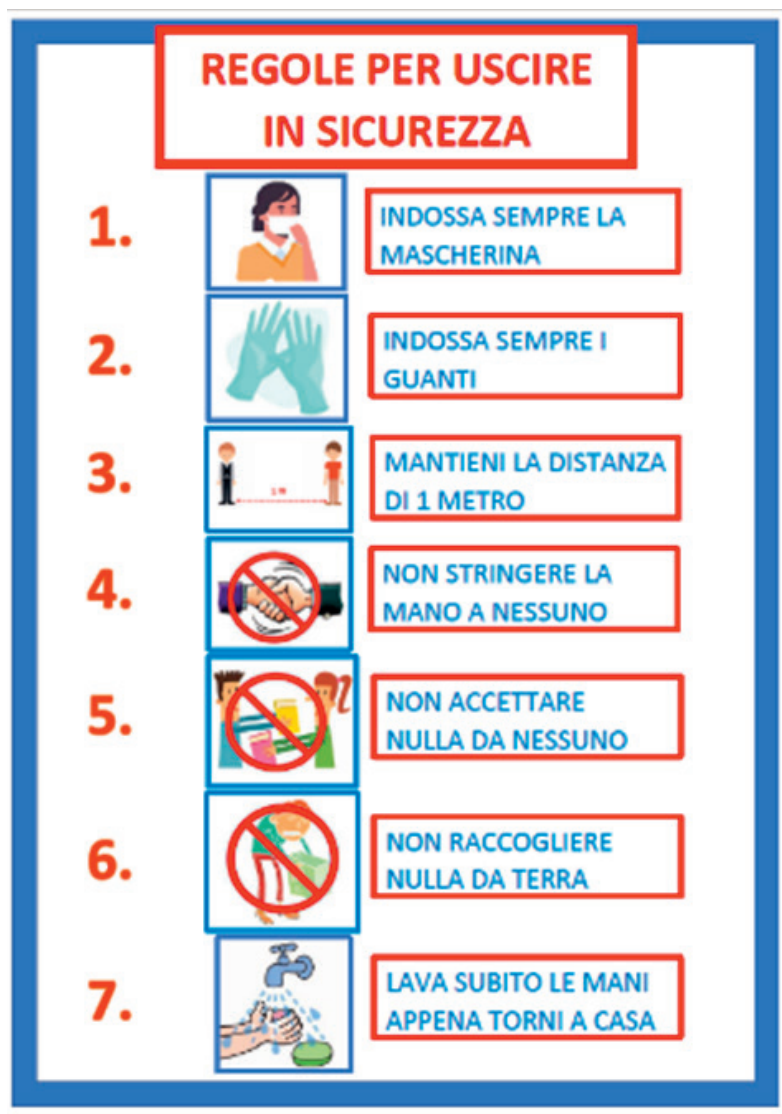 REGOLE PER USCIRE
IN SICUREZZA
1.
INDOSSA SEMPRE LA
MASCHERINA
2.
INDOSSA SEMPRE I
GUANTI
3.
MANTIENI LA DISTANZA
DI 1 METRO
4.
NON STRINGERE LA
MANO A NESSUNO
5.
NON ACCETTARE
NULLA DA NESSUNO
6.
NON RACCOGLIERE
NULLA DA TERRA
7.
LAVA SUBITO LE MANI
APPENA TORNI A CASA